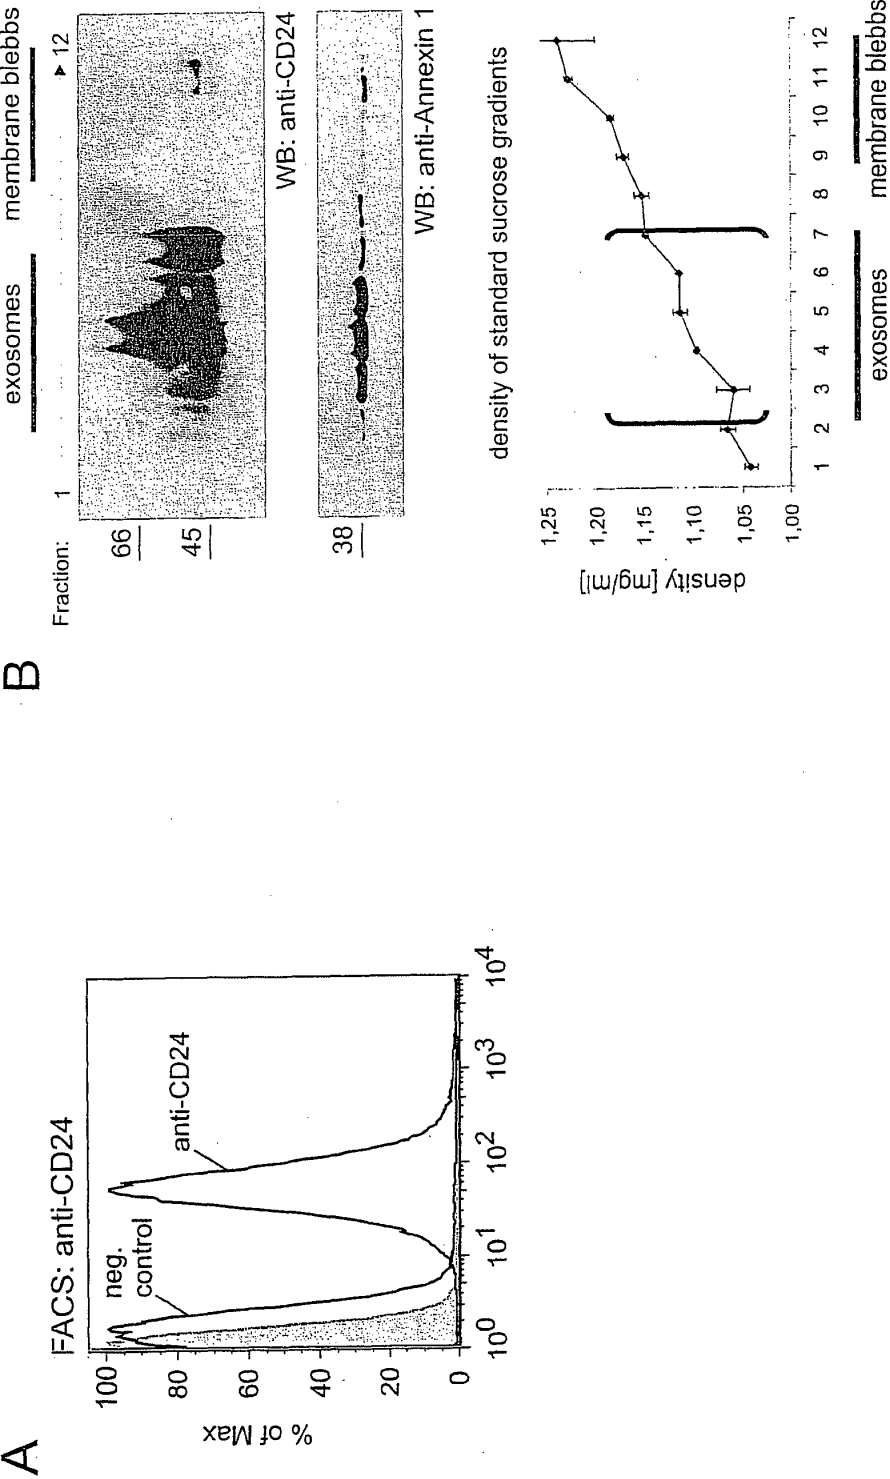 A
FACS: anti-CD24
neg.
control
anti-CD24
% of Max
100
80
60
40
20
0
10⁰ 10¹ 10² 10³ 10⁴
B
exosomes membrane blebbs
Fraction: 1 ........ ►12
66
45
WB: anti-CD24
38
WB: anti-Annexin 1
density of standard sucrose gradients
density [mg/ml]
1,25
1,20
1,15
1,10
1,05
1,00
1 2 3 4 5 6 7 8 9 10 11 12
exosomes membrane blebbs